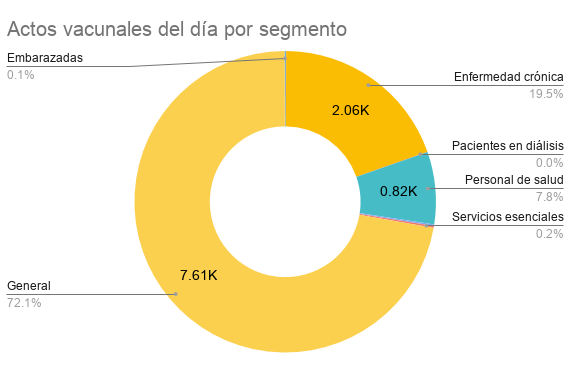 Actos vacunales del día por segmento
Embarazadas
0.1%
Enfermedad crónica
19.5%
2.06K
Pacientes en diálisis
0.0%
Personal de salud
7.8%
0.82K
Servicios esenciales
0.2%
7.61K
General
72.1%